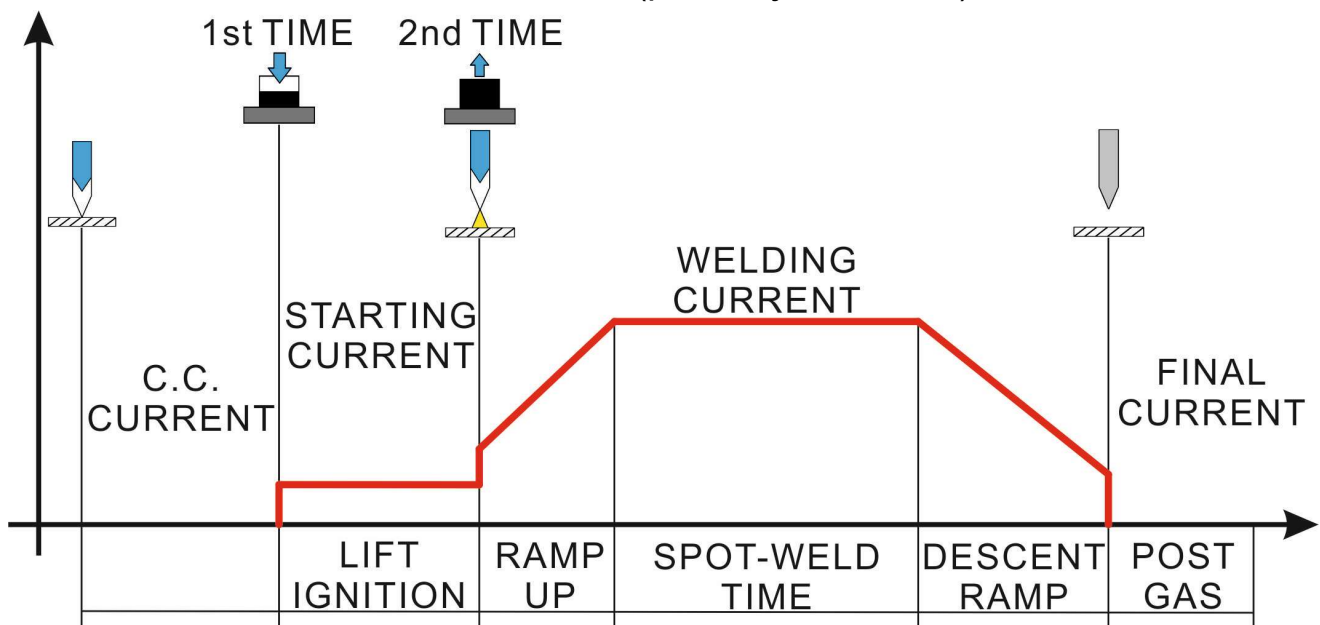 1st TIME
2nd TIME
WELDING
CURRENT
STARTING
CURRENT
C.C.
CURRENT
FINAL
CURRENT
LIFT
IGNITION
RAMP
UP
SPOT-WELD
TIME
DESCENT
RAMP
POST
GAS